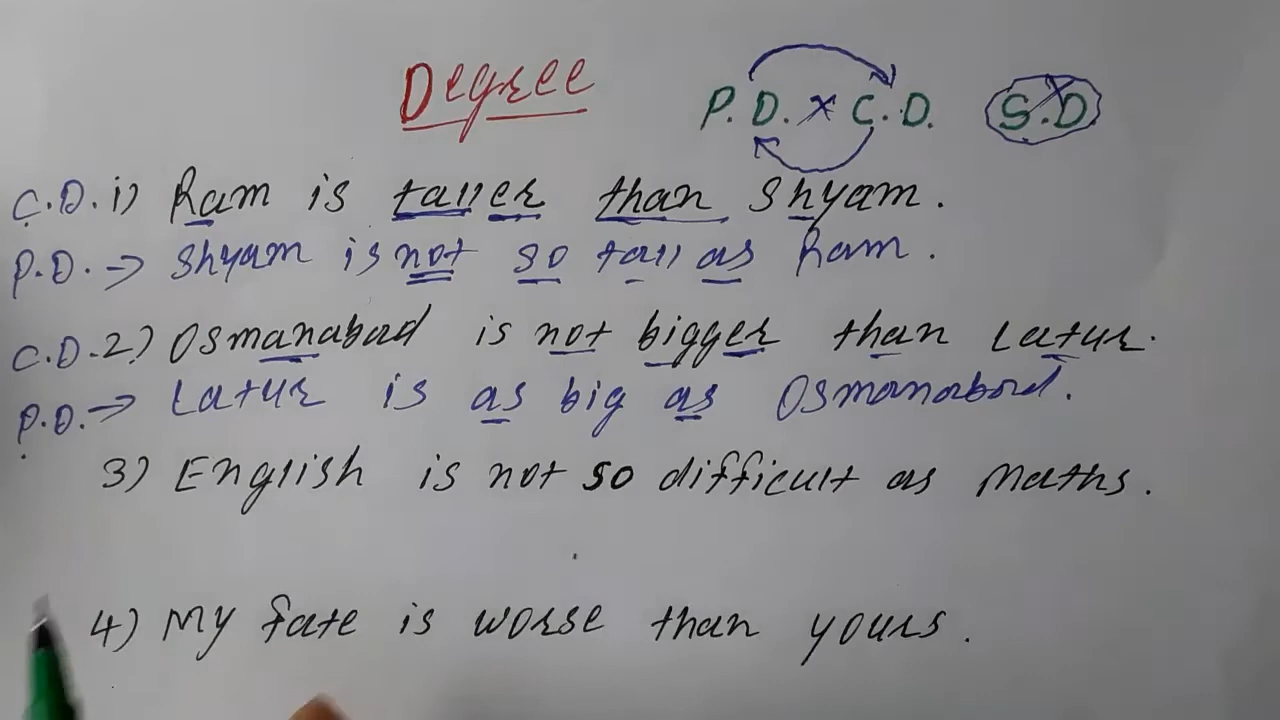 Degree
P.D. × C.D. S.D
C.D. 1) Ram is taller than Shyam.
P.D. → Shyam is not so tall as Ram.
C.D. 2) Osmanabad is not bigger than Latur.
P.D. → Latur is as big as Osmanabad.
3) English is not so difficult as Maths.
4) My fate is worse than yours.